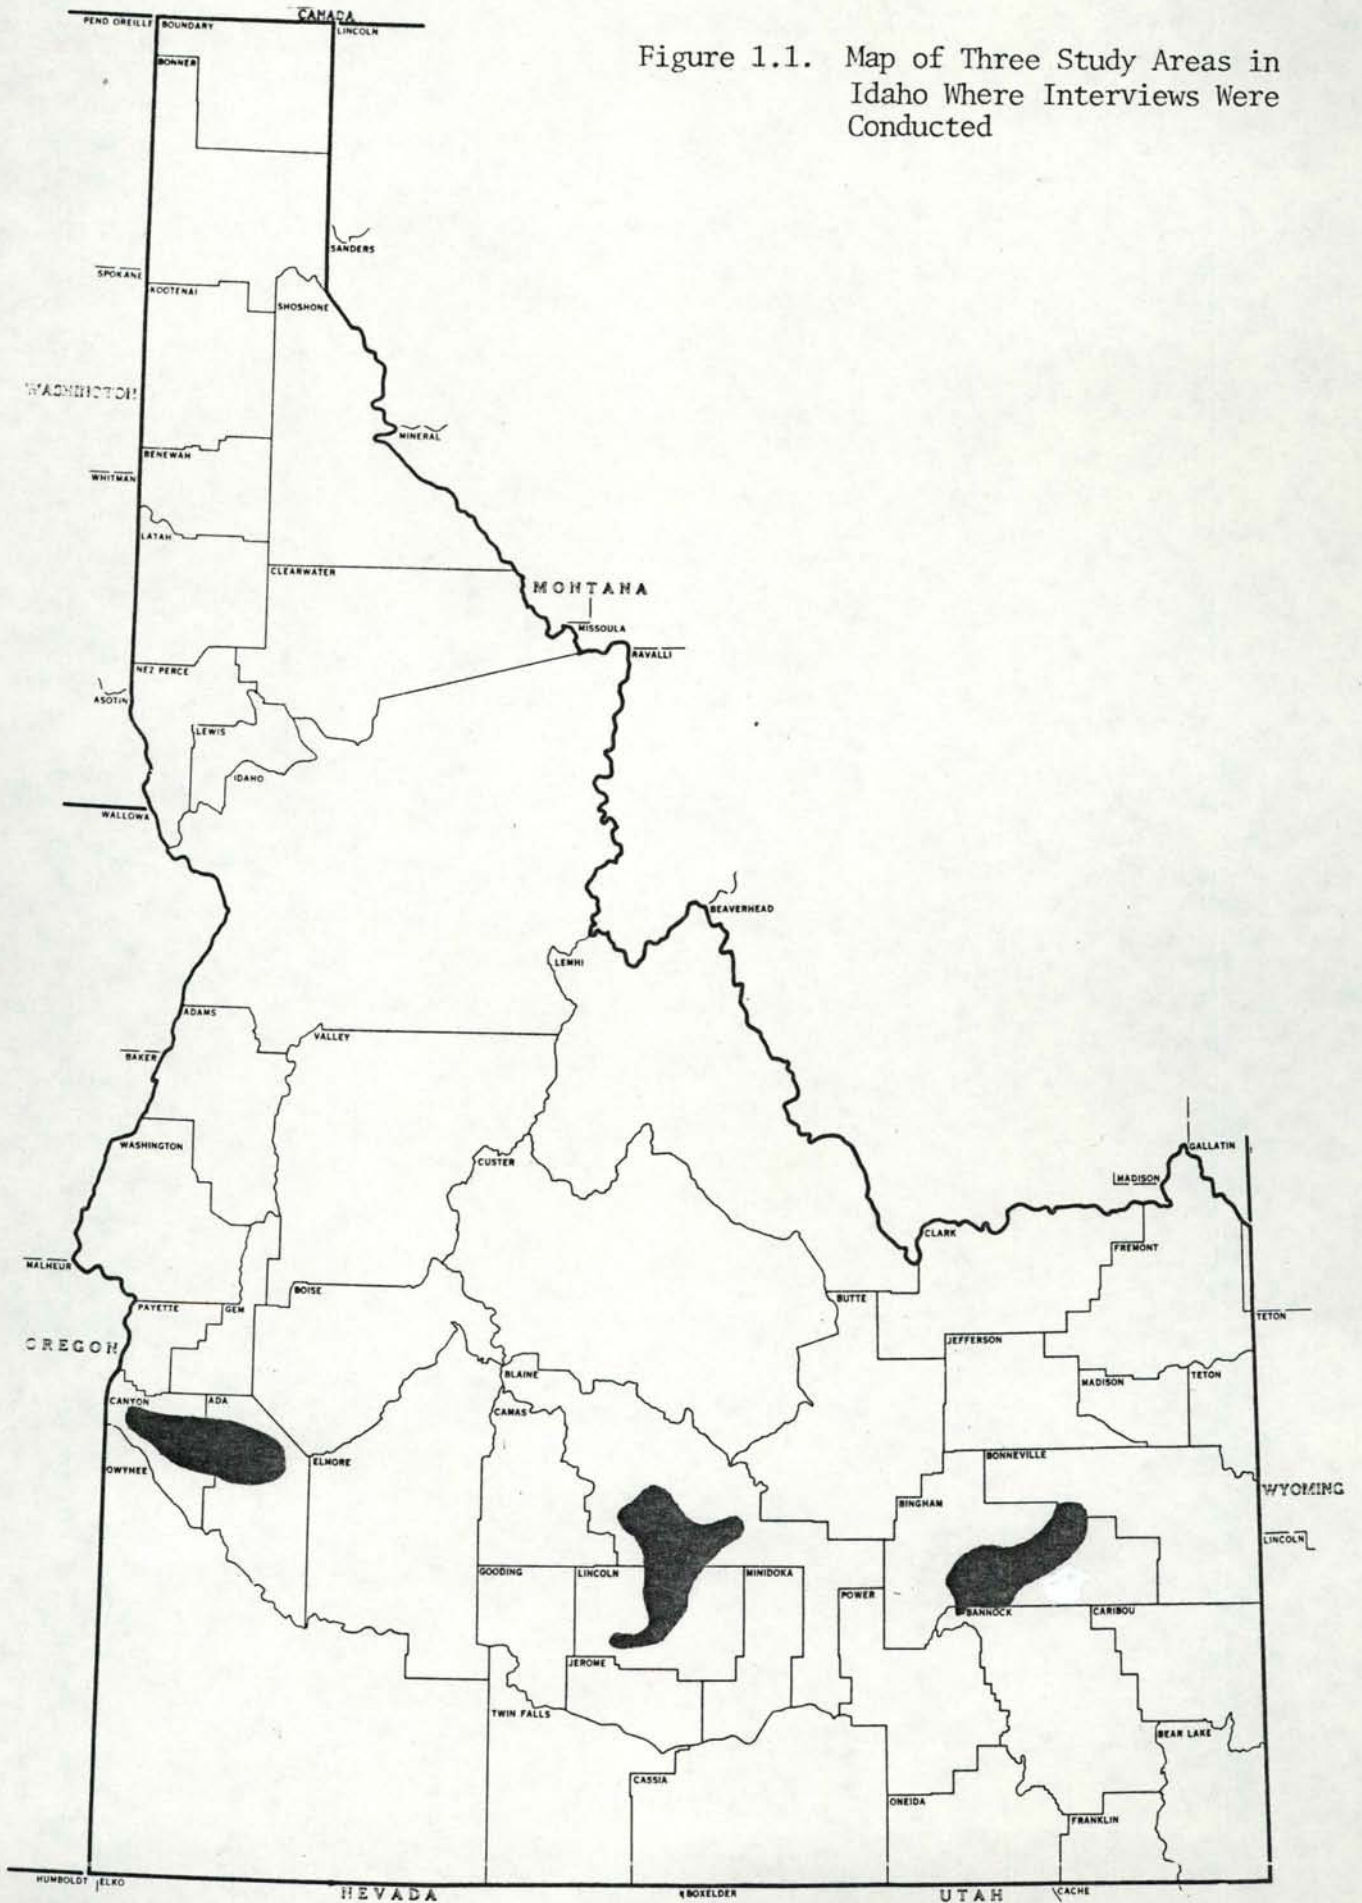 CANADA
PEND OREILLE
BOUNDARY
LINCOLN
Figure 1.1. Map of Three Study Areas in
Idaho Where Interviews Were
Conducted
BONNER
SANDERS
SPOKANE
KOOTENAI
SHOSHONE
WASHINGTON
MINERAL
BENEWAH
WHITMAN
LATAH
CLEARWATER
MONTANA
MISSOULA
RAVALLI
NEZ PERCE
ASOTIN
LEWIS
IDAHO
WALLOWA
BEAVERHEAD
LEMHI
ADAMS
VALLEY
BAKER
WASHINGTON
CUSTER
GALLATIN
MADISON
CLARK
FREMONT
MALHEUR
BOISE
BUTTE
PAYETTE
GEM
TETON
OREGON
JEFFERSON
BLAINE
MADISON
TETON
CANYON
ADA
CAMAS
OWYHEE
ELMORE
BONNEVILLE
WYOMING
BINGHAM
LINCOLN
GOODING
LINCOLN
MINIDOKA
POWER
BANNOCK
CARIBOU
JEROME
TWIN FALLS
BEAR LAKE
CASSIA
ONEIDA
FRANKLIN
HUMBOLDT
ELKO
NEVADA
BOXELDER
UTAH
CACHE